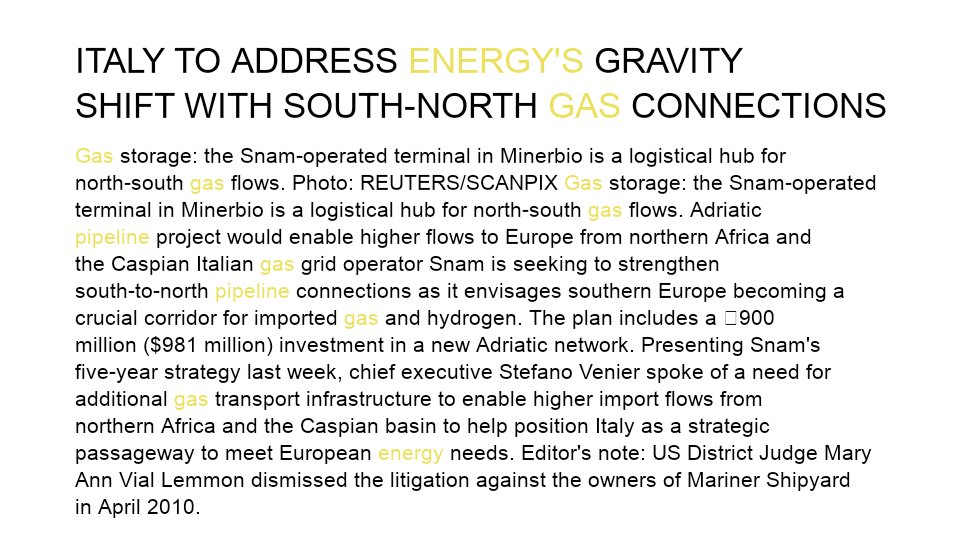 ITALY TO ADDRESS ENERGY'S GRAVITY
SHIFT WITH SOUTH-NORTH GAS CONNECTIONS
Gas storage: the Snam-operated terminal in Minerbio is a logistical hub for
north-south gas flows. Photo: REUTERS/SCANPIX Gas storage: the Snam-operated
terminal in Minerbio is a logistical hub for north-south gas flows. Adriatic
pipeline project would enable higher flows to Europe from northern Africa and
the Caspian Italian gas grid operator Snam is seeking to strengthen
south-to-north pipeline connections as it envisages southern Europe becoming a
crucial corridor for imported gas and hydrogen. The plan includes a □900
million ($981 million) investment in a new Adriatic network. Presenting Snam's
five-year strategy last week, chief executive Stefano Venier spoke of a need for
additional gas transport infrastructure to enable higher import flows from
northern Africa and the Caspian basin to help position Italy as a strategic
passageway to meet European energy needs. Editor's note: US District Judge Mary
Ann Vial Lemmon dismissed the litigation against the owners of Mariner Shipyard
in April 2010.